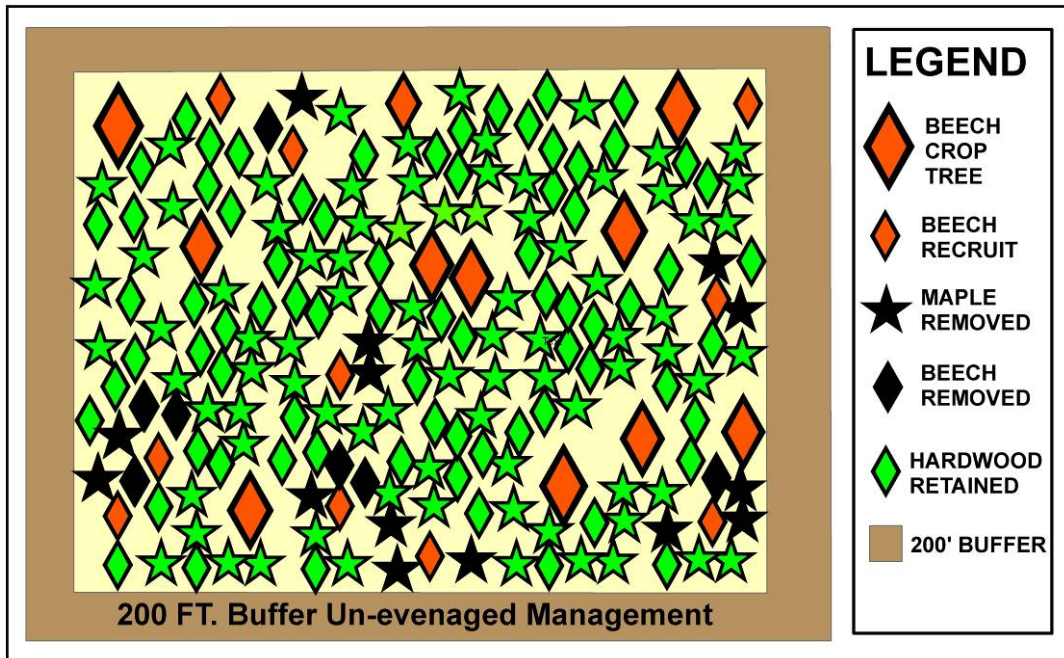 LEGEND
BEECH
CROP
TREE
BEECH
RECRUIT
MAPLE
REMOVED
BEECH
REMOVED
HARDWOOD
RETAINED
200' BUFFER
200 FT. Buffer Un-evenaged Management